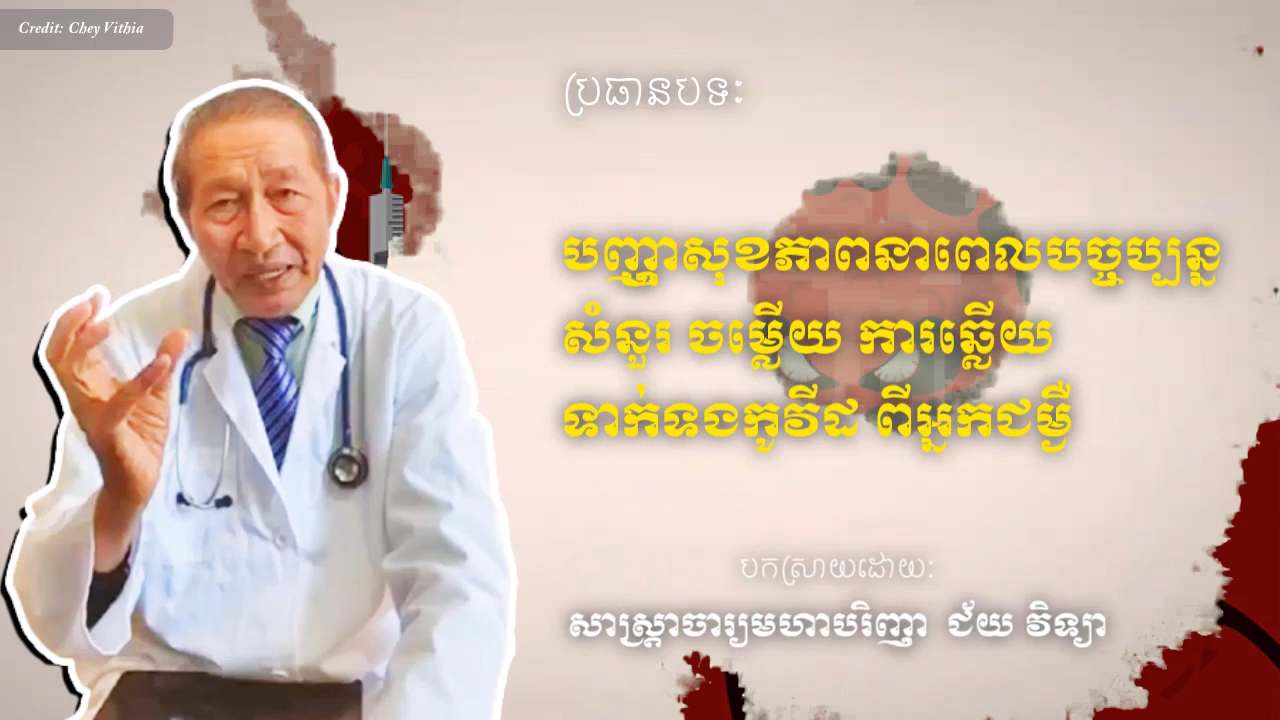 Credit: Chey Vithia
ប្រធានបទ:
បញ្ហាសុខភាពនាពេលបច្ចុប្បន្ន
សំនួរ ចម្លើយ ការឆ្លើយ
ទាក់ទងកូវីដ ពីអ្នកជម្ងឺ
បកស្រាយដោយ:
សាស្ត្រាចារ្យមហាបរិញ្ញា ជ័យ វិទ្យា